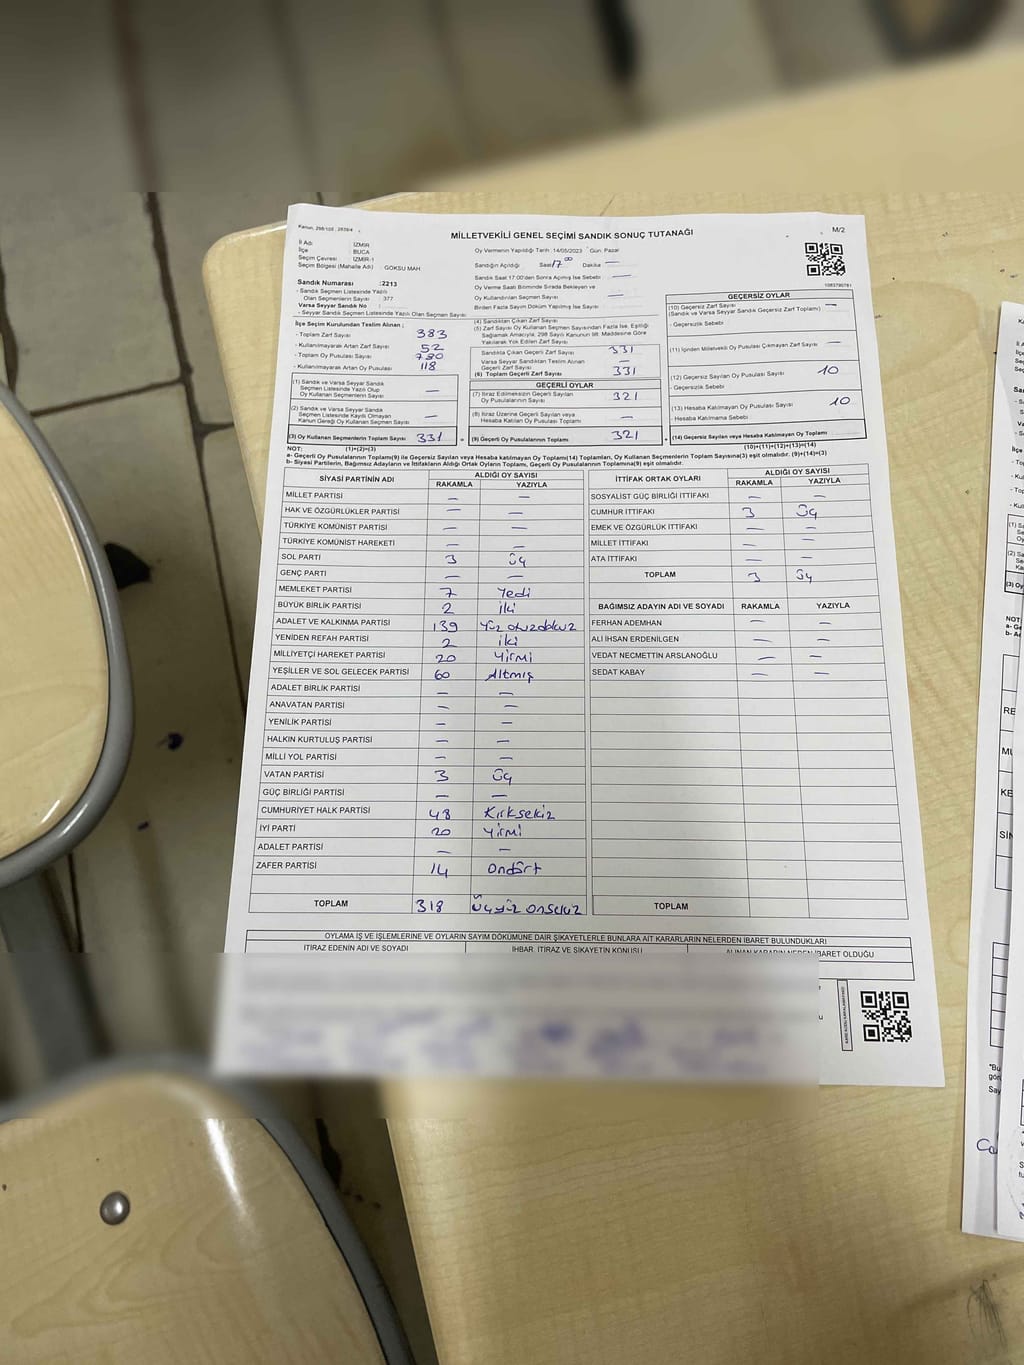 Kanun, 298/105 , 2839/4
M/2
MİLLETVEKİLİ GENEL SEÇİMİ SANDIK SONUÇ TUTANAĞI
İl Adı : İZMİR
İlçe : BUCA
Seçim Çevresi : İZMİR-1
Seçim Bölgesi (Mahalle Adı) : GÖKSU MAH
Sandık Numarası :2213
- Sandık Seçmen Listesinde Yazılı
Olan Seçmenlerin Sayısı : 377
Varsa Seyyar Sandık No :
- Seyyar Sandık Seçmen Listesinde Yazılı Olan Seçmen Sayısı
Oy Vermenin Yapıldığı Tarih : 14/05/2023 Gün: Pazar
Sandığın Açıldığı Saat 17 00 Dakika —
Sandık Saat 17:00'den Sonra Açılmış İse Sebebi : —
Oy Verme Saati Bitiminde Sırada Bekleyen ve
Oy Kullandırılan Seçmen Sayısı : —
Birden Fazla Sayım Döküm Yapılmış İse Sayısı :
1083790781
İlçe Seçim Kurulundan Teslim Alınan ;
- Toplam Zarf Sayısı : 383
- Kullanılmayarak Artan Zarf Sayısı : 52
- Toplam Oy Pusulası Sayısı : 780
- Kullanılmayarak Artan Oy Pusulası : 118
(4) Sandıktan Çıkan Zarf Sayısı
(5) Zarf Sayısı Oy Kullanan Seçmen Sayısından Fazla İse, Eşitliği
Sağlamak Amacıyla, 298 Sayılı Kanunun 98. Maddesine Göre
Yakılarak Yok Edilen Zarf Sayısı
Sandıkta Çıkan Geçerli Zarf Sayısı 331
Varsa Seyyar Sandıktan Teslim Alınan
Geçerli Zarf Sayısı —
(6) Toplam Geçerli Zarf Sayısı 331
GEÇERSİZ OYLAR
(10) Geçersiz Zarf Sayısı —
(Sandık ve Varsa Seyyar Sandık Geçersiz Zarf Toplamı)
- Geçersizlik Sebebi
(11) İçinden Milletvekili Oy Pusulası Çıkmayan Zarf Sayısı —
(12) Geçersiz Sayılan Oy Pusulası Sayısı 10
- Geçersizlik Sebebi
(13) Hesaba Katılmayan Oy Pusulası Sayısı 10
- Hesaba Katılmama Sebebi
(1) Sandık ve Varsa Seyyar Sandık
Seçmen Listesinde Yazılı Olup
Oy Kullanan Seçmenlerin Sayısı —
(2) Sandık ve Varsa Seyyar Sandık
Seçmen Listesinde Kayıtlı Olmayan
Kanun Gereği Oy Kullanan Seçmen Sayısı —
(3) Oy Kullanan Seçmenlerin Toplam Sayısı 331
(1)+(2)=(3)
GEÇERLİ OYLAR
(7) İtiraz Edilmeksizin Geçerli Sayılan
Oy Pusulalarının Sayısı 321
(8) İtiraz Üzerine Geçerli Sayılan veya
Hesaba Katılan Oy Pusulası Toplamı —
(9) Geçerli Oy Pusulalarının Toplamı 321
(14) Geçersiz Sayılan veya Hesaba Katılmayan Oy Toplamı
(10)+(11)+(12)+(13)=(14)
NOT:
a- Geçerli Oy Pusulalarının Toplam(9) ile Geçersiz Sayılan veya Hesaba Katılmayan Oy Toplamı(14) Toplamları, Oy Kullanan Seçmenlerin Toplam Sayısına(3) eşit olmalıdır. (9)+(14)=(3)
b- Siyasi Partilerin, Bağımsız Adayların ve İttifakların Aldığı Ortak Oyların Toplamı, Geçerli Oy Pusulalarının Toplamına(9) eşit olmalıdır.
SİYASİ PARTİNİN ADI ALDIĞI OY SAYISI
RAKAMLA YAZIYLA
MİLLET PARTİSİ — —
HAK VE ÖZGÜRLÜKLER PARTİSİ — —
TÜRKİYE KOMÜNİST PARTİSİ — —
TÜRKİYE KOMÜNİST HAREKETİ — —
SOL PARTİ 3 üç
GENÇ PARTİ — —
MEMLEKET PARTİSİ 7 Yedi
BÜYÜK BİRLİK PARTİSİ 2 iki
ADALET VE KALKINMA PARTİSİ 139 Yüz otuzdokuz
YENİDEN REFAH PARTİSİ 2 iki
MİLLİYETÇİ HAREKET PARTİSİ 20 Yirmi
YEŞİLLER VE SOL GELECEK PARTİSİ 60 Altmış
ADALET BİRLİK PARTİSİ — —
ANAVATAN PARTİSİ — —
YENİLİK PARTİSİ — —
HALKIN KURTULUŞ PARTİSİ — —
MİLLİ YOL PARTİSİ — —
VATAN PARTİSİ 3 üç
GÜÇ BİRLİĞİ PARTİSİ — —
CUMHURİYET HALK PARTİSİ 48 Kırksekiz
İYİ PARTİ 20 Yirmi
ADALET PARTİSİ — —
ZAFER PARTİSİ 14 Ondört
TOPLAM 318 Üçyüz onsekiz
İTTİFAK ORTAK OYLARI ALDIĞI OY SAYISI
RAKAMLA YAZIYLA
SOSYALİST GÜÇ BİRLİĞİ İTTİFAKI — —
CUMHUR İTTİFAKI 3 üç
EMEK VE ÖZGÜRLÜK İTTİFAKI — —
MİLLET İTTİFAKI — —
ATA İTTİFAKI — —
TOPLAM 3 üç
BAĞIMSIZ ADAYIN ADI VE SOYADI RAKAMLA YAZIYLA
FERHAN ADEMHAN — —
ALİ İHSAN ERDENİLGEN — —
VEDAT NECMETTİN ARSLANOĞLU — —
SEDAT KABAY — —
TOPLAM
OYLAMA İŞ VE İŞLEMLERİNE VE OYLARIN SAYIM DÖKÜMÜNE DAİR ŞİKAYETLERLE BUNLARA AİT KARARLARIN NELERDEN İBARET BULUNDUKLARI
İTİRAZ EDENİN ADI VE SOYADI İHBAR, İTİRAZ VE ŞİKAYETİN KONUSU ALINAN KARARIN NEDEN İBARET OLDUĞU